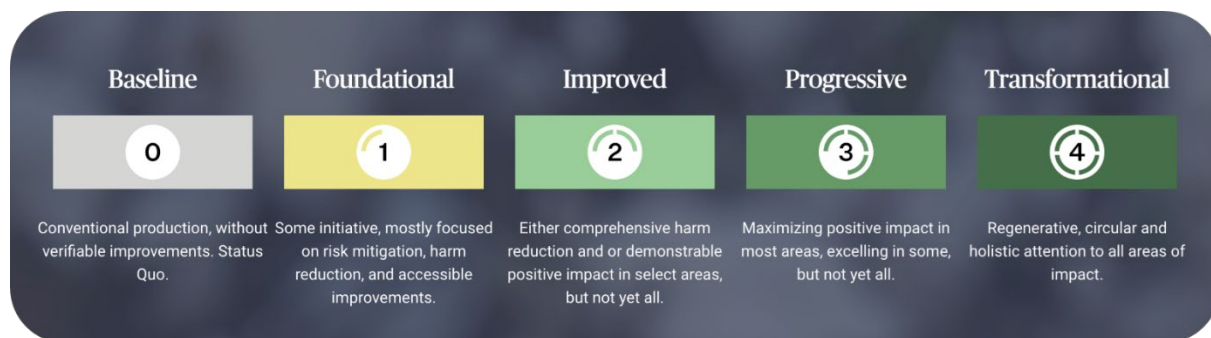 Baseline
Foundational
Improved
Progressive
Transformational
0
1
2
3
4
Conventional production, without
verifiable improvements. Status
Quo.
Some initiative, mostly focused
on risk mitigation, harm
reduction, and accessible
improvements.
Either comprehensive harm
reduction and or demonstrable
positive impact in select areas,
but not yet all.
Maximizing positive impact in
most areas, excelling in some,
but not yet all.
Regenerative, circular and
holistic attention to all areas of
impact.